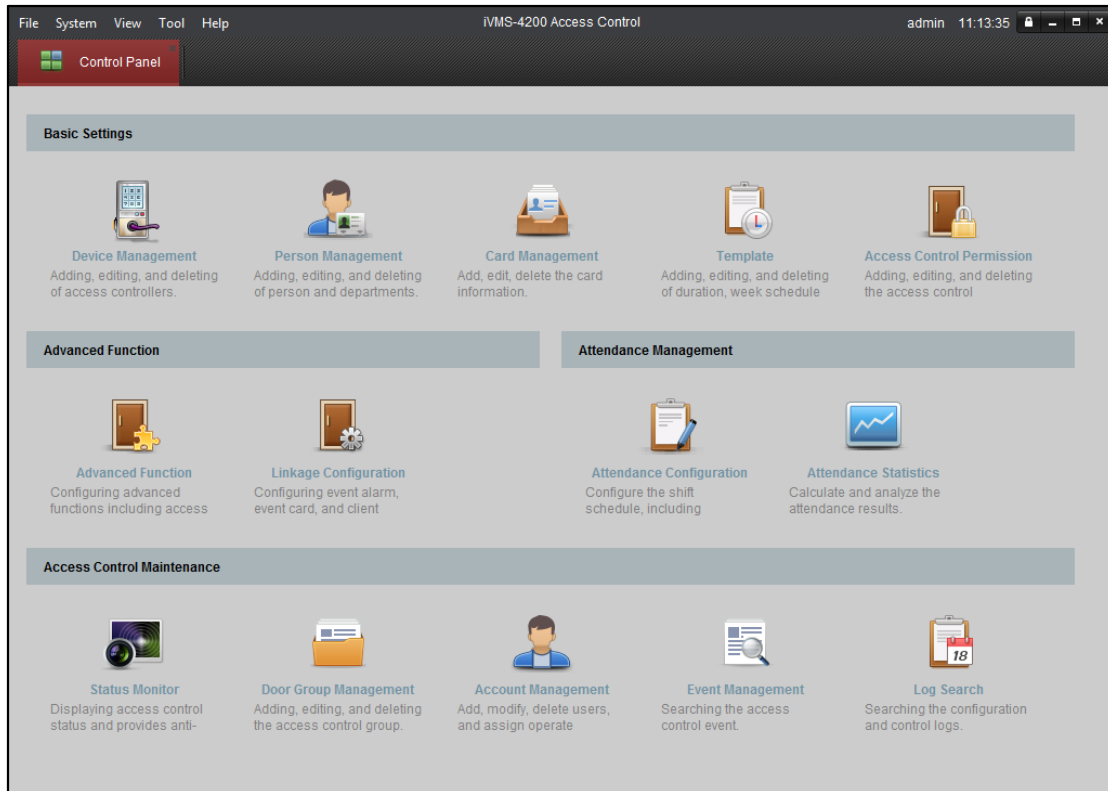 File System View Tool Help iVMS-4200 Access Control admin 11:13:35
Control Panel
Basic Settings
Device Management
Adding, editing, and deleting
of access controllers.
Person Management
Adding, editing, and deleting
of person and departments.
Card Management
Add, edit, delete the card
information.
Template
Adding, editing, and deleting
of duration, week schedule
Access Control Permission
Adding, editing, and deleting
the access control
Advanced Function
Advanced Function
Configuring advanced
functions including access
Linkage Configuration
Configuring event alarm,
event card, and client
Attendance Management
Attendance Configuration
Configure the shift
schedule, including
Attendance Statistics
Calculate and analyze the
attendance results.
Access Control Maintenance
Status Monitor
Displaying access control
status and provides anti-
Door Group Management
Adding, editing, and deleting
the access control group.
Account Management
Add, modify, delete users,
and assign operate
Event Management
Searching the access
control event.
18
Log Search
Searching the configuration
and control logs.